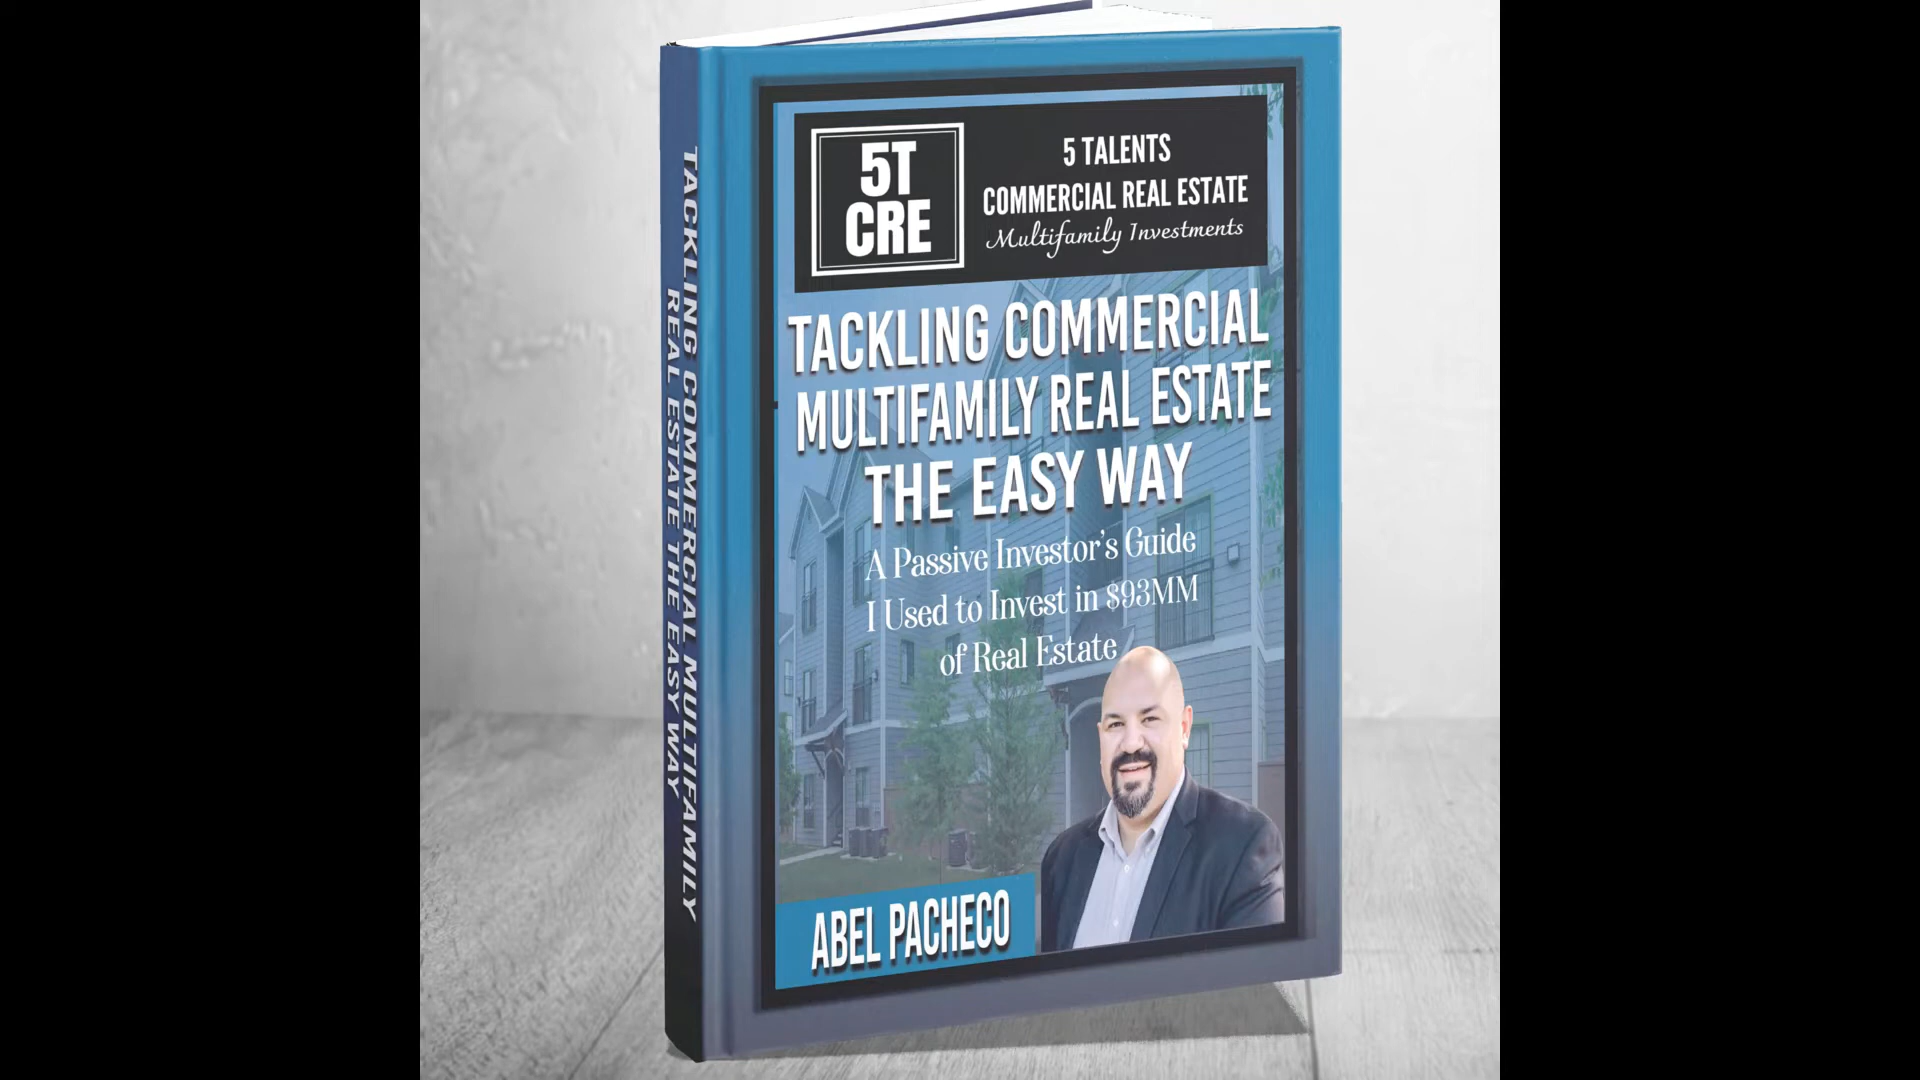 5T
CRE
5 TALENTS
COMMERCIAL REAL ESTATE
Multifamily Investments
TACKLING COMMERCIAL
MULTIFAMILY REAL ESTATE
THE EASY WAY
A Passive Investor's Guide
I Used to Invest in $93MM
of Real Estate
ABEL PACHECO
TACKLING COMMERCIAL MULTIFAMILY
REAL ESTATE THE EASY WAY